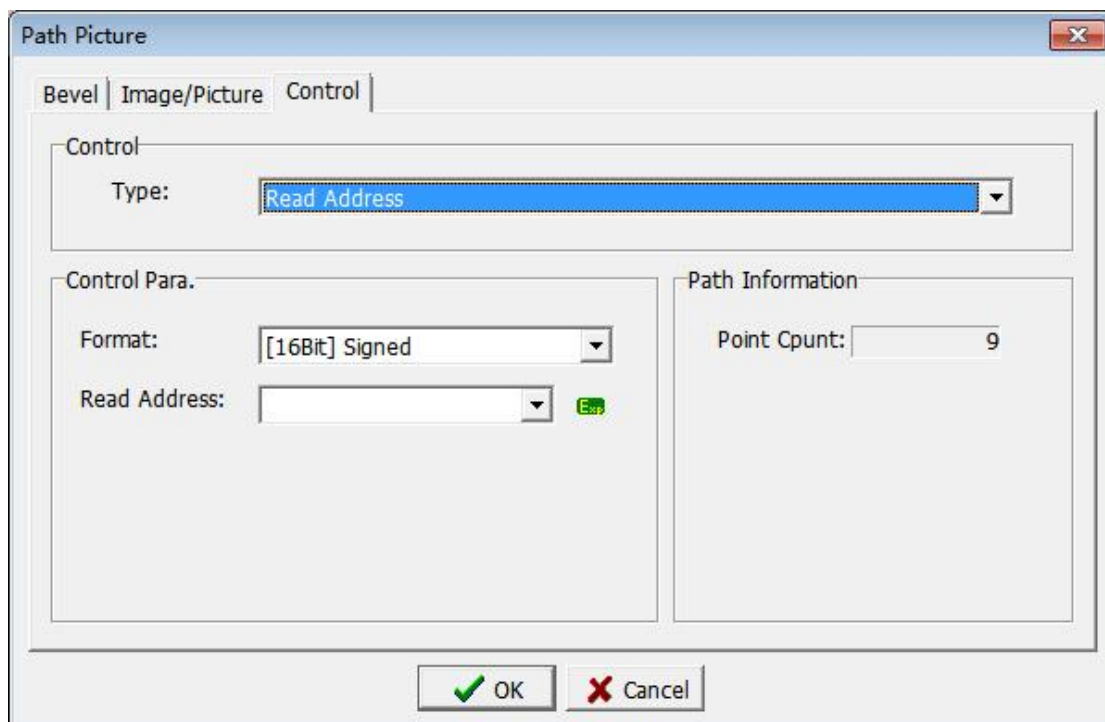 Path Picture
Bevel Image/Picture Control
Control
Type: Read Address
Control Para.
Format: [16Bit] Signed
Read Address: Exp
Path Information
Point Cpunt: 9
OK Cancel